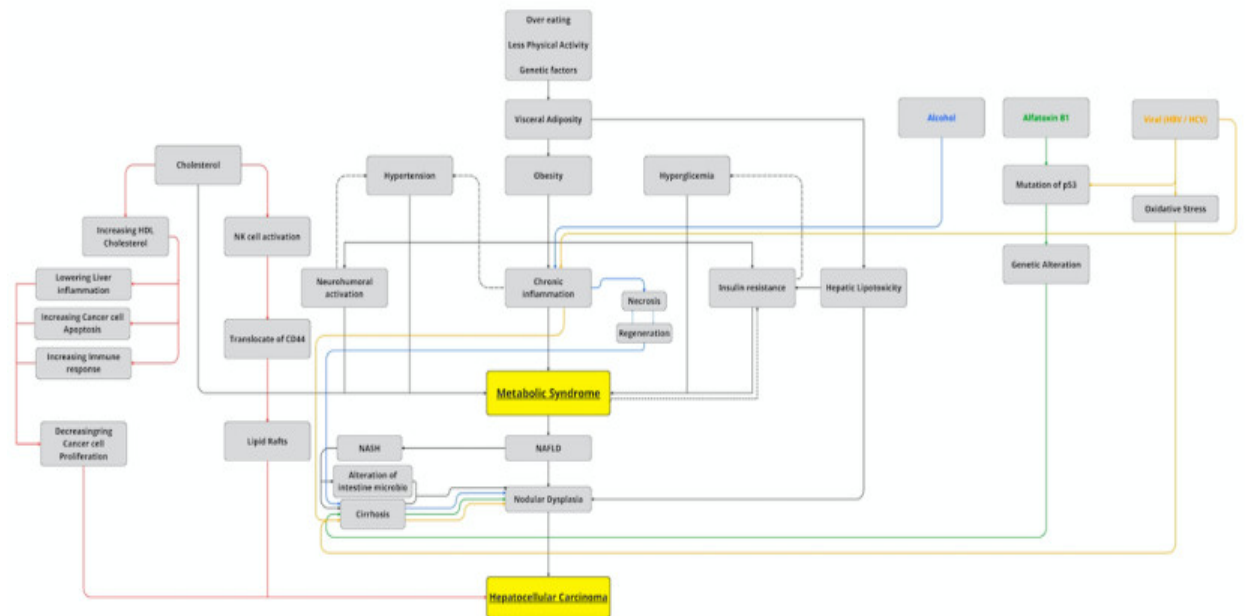 Over eating
Less Physical Activity
Genetic factors
Visceral Adiposity
Alcohol
Alfatoxin B1
Viral (HBV / HCV)
Cholesterol
Hypertension
Obesity
Hyperglicemia
Mutation of p53
Oxidative Stress
Increasing HDL
Cholesterol
NK cell activation
Genetic Alteration
Lowering Liver
inflammation
Neurohumoral
activation
Chronic
inflammation
Necrosis
Insulin resistance
Hepatic Lipotoxicity
Increasing Cancer cell
Apoptosis
Regeneration
Translocate of CD44
Increasing Immune
response
Metabolic Syndrome
Decreasingring
Cancer cell
Proliferation
Lipid Rafts
NASH
NAFLD
Alteration of
intestine microbio
Nodular Dysplasia
Cirrhosis
Hepatocellular Carcinoma